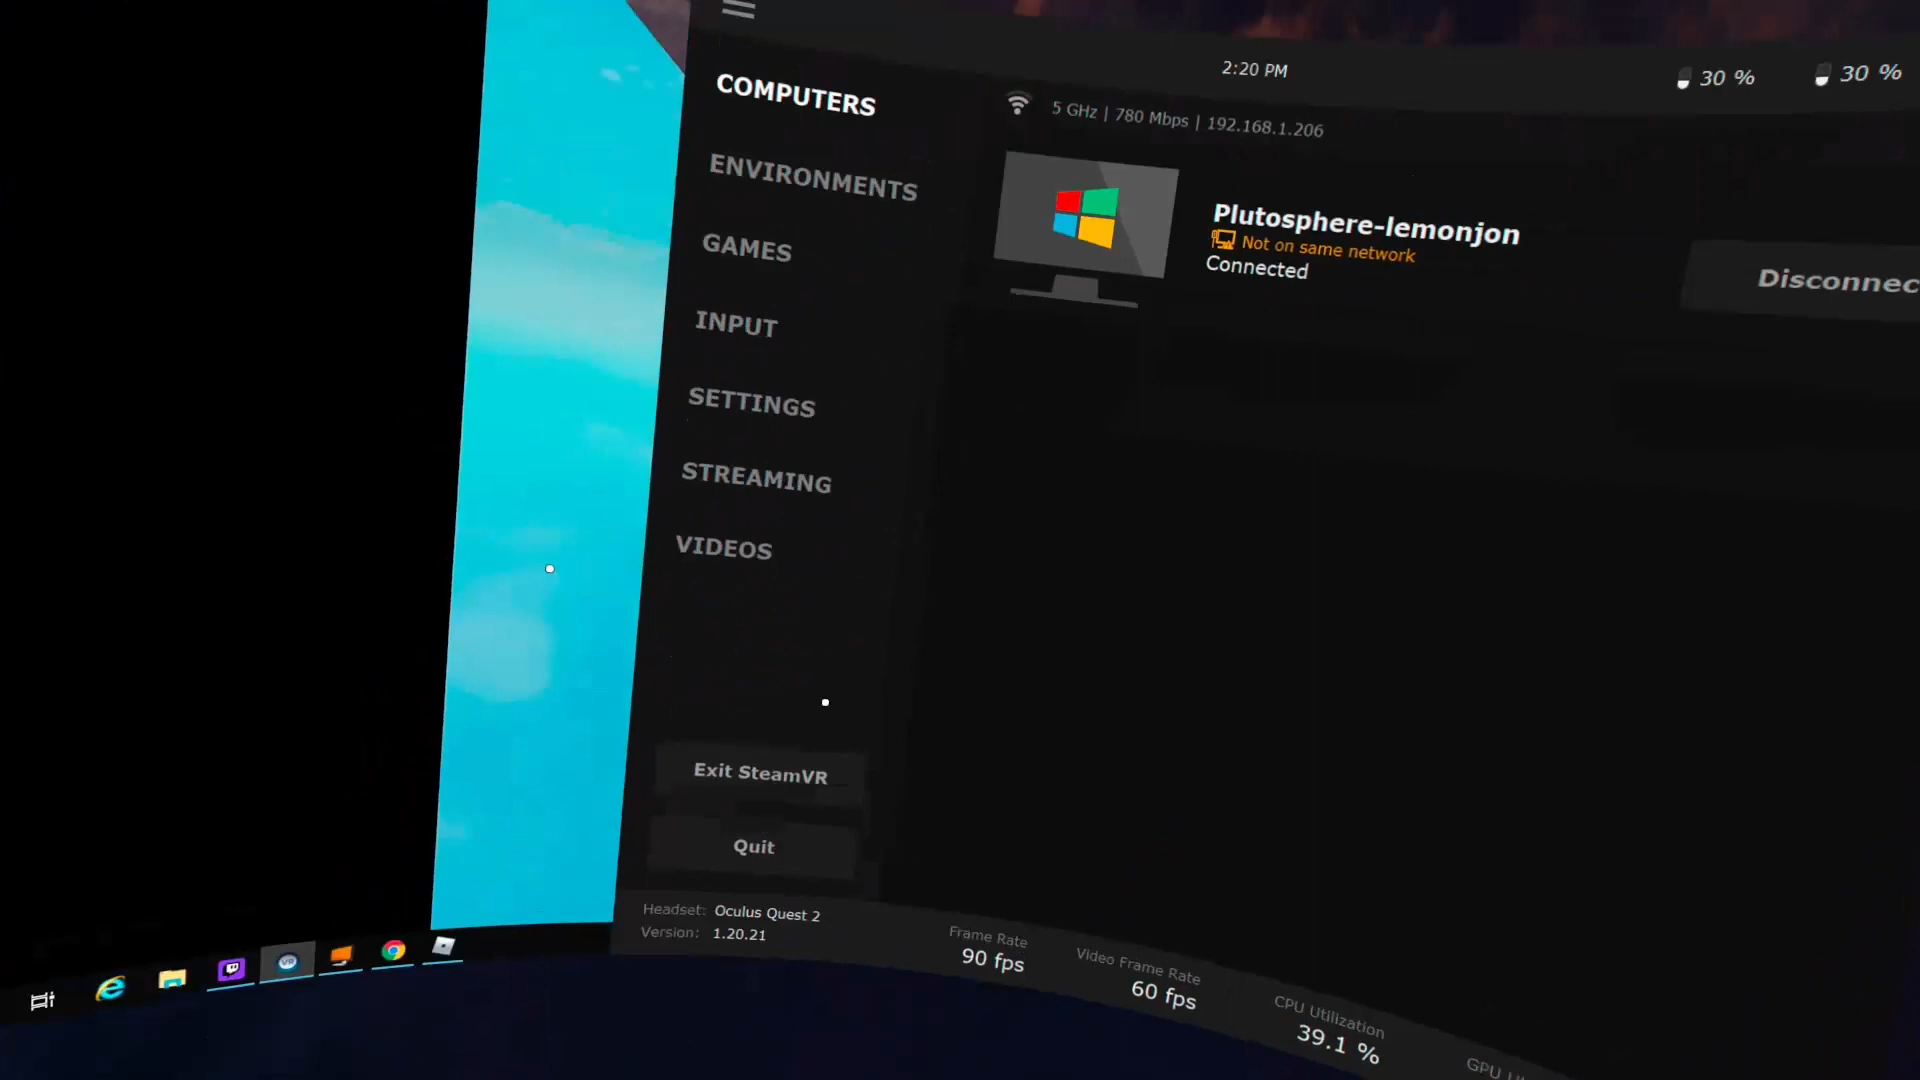 2:20 PM
30 %
30 %
5 GHz | 780 Mbps | 192.168.1.206
COMPUTERS
ENVIRONMENTS
GAMES
INPUT
SETTINGS
STREAMING
VIDEOS
Plutosphere-lemonjon
Not on same network
Connected
Disconnec
Exit SteamVR
Quit
Headset: Oculus Quest 2
Version: 1.20.21
Frame Rate
90 fps
Video Frame Rate
60 fps
CPU Utilization
39.1 %
GPU
VR